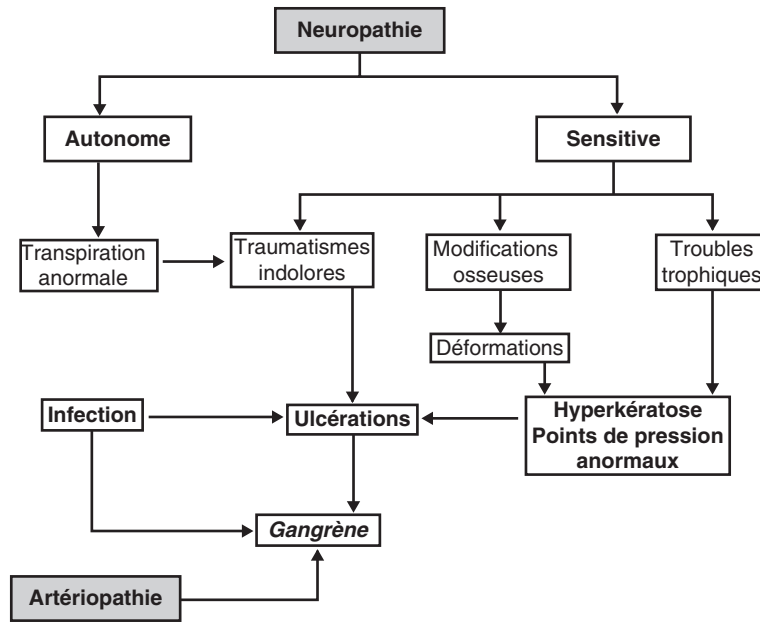 Neuropathie
Autonome
Sensitive
Transpiration
anormale
Traumatismes
indolores
Modifications
osseuses
Troubles
trophiques
Déformations
Infection
Ulcérations
Hyperkératose
Points de pression
anormaux
Gangrène
Artériopathie